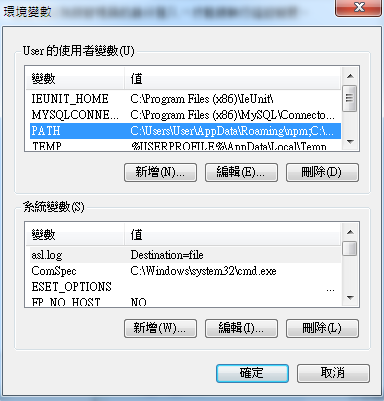 環境變數
User 的使用者變數(U)
變數 值
IEUNIT_HOME C:\Program Files (x86)\IeUnit\
MYSQLCONNE... C:\Program Files (x86)\MySQL\Connecto...
PATH C:\Users\User\AppData\Roaming\npm;C:\...
TEMP %USERPROFILE%\AppData\Local\Temp
新增(N)... 編輯(E)... 刪除(D)
系統變數(S)
變數 值
asl.log Destination=file
ComSpec C:\Windows\system32\cmd.exe
ESET_OPTIONS ...
FP_NO_HOST_ NO
新增(W)... 編輯(I)... 刪除(L)
確定 取消